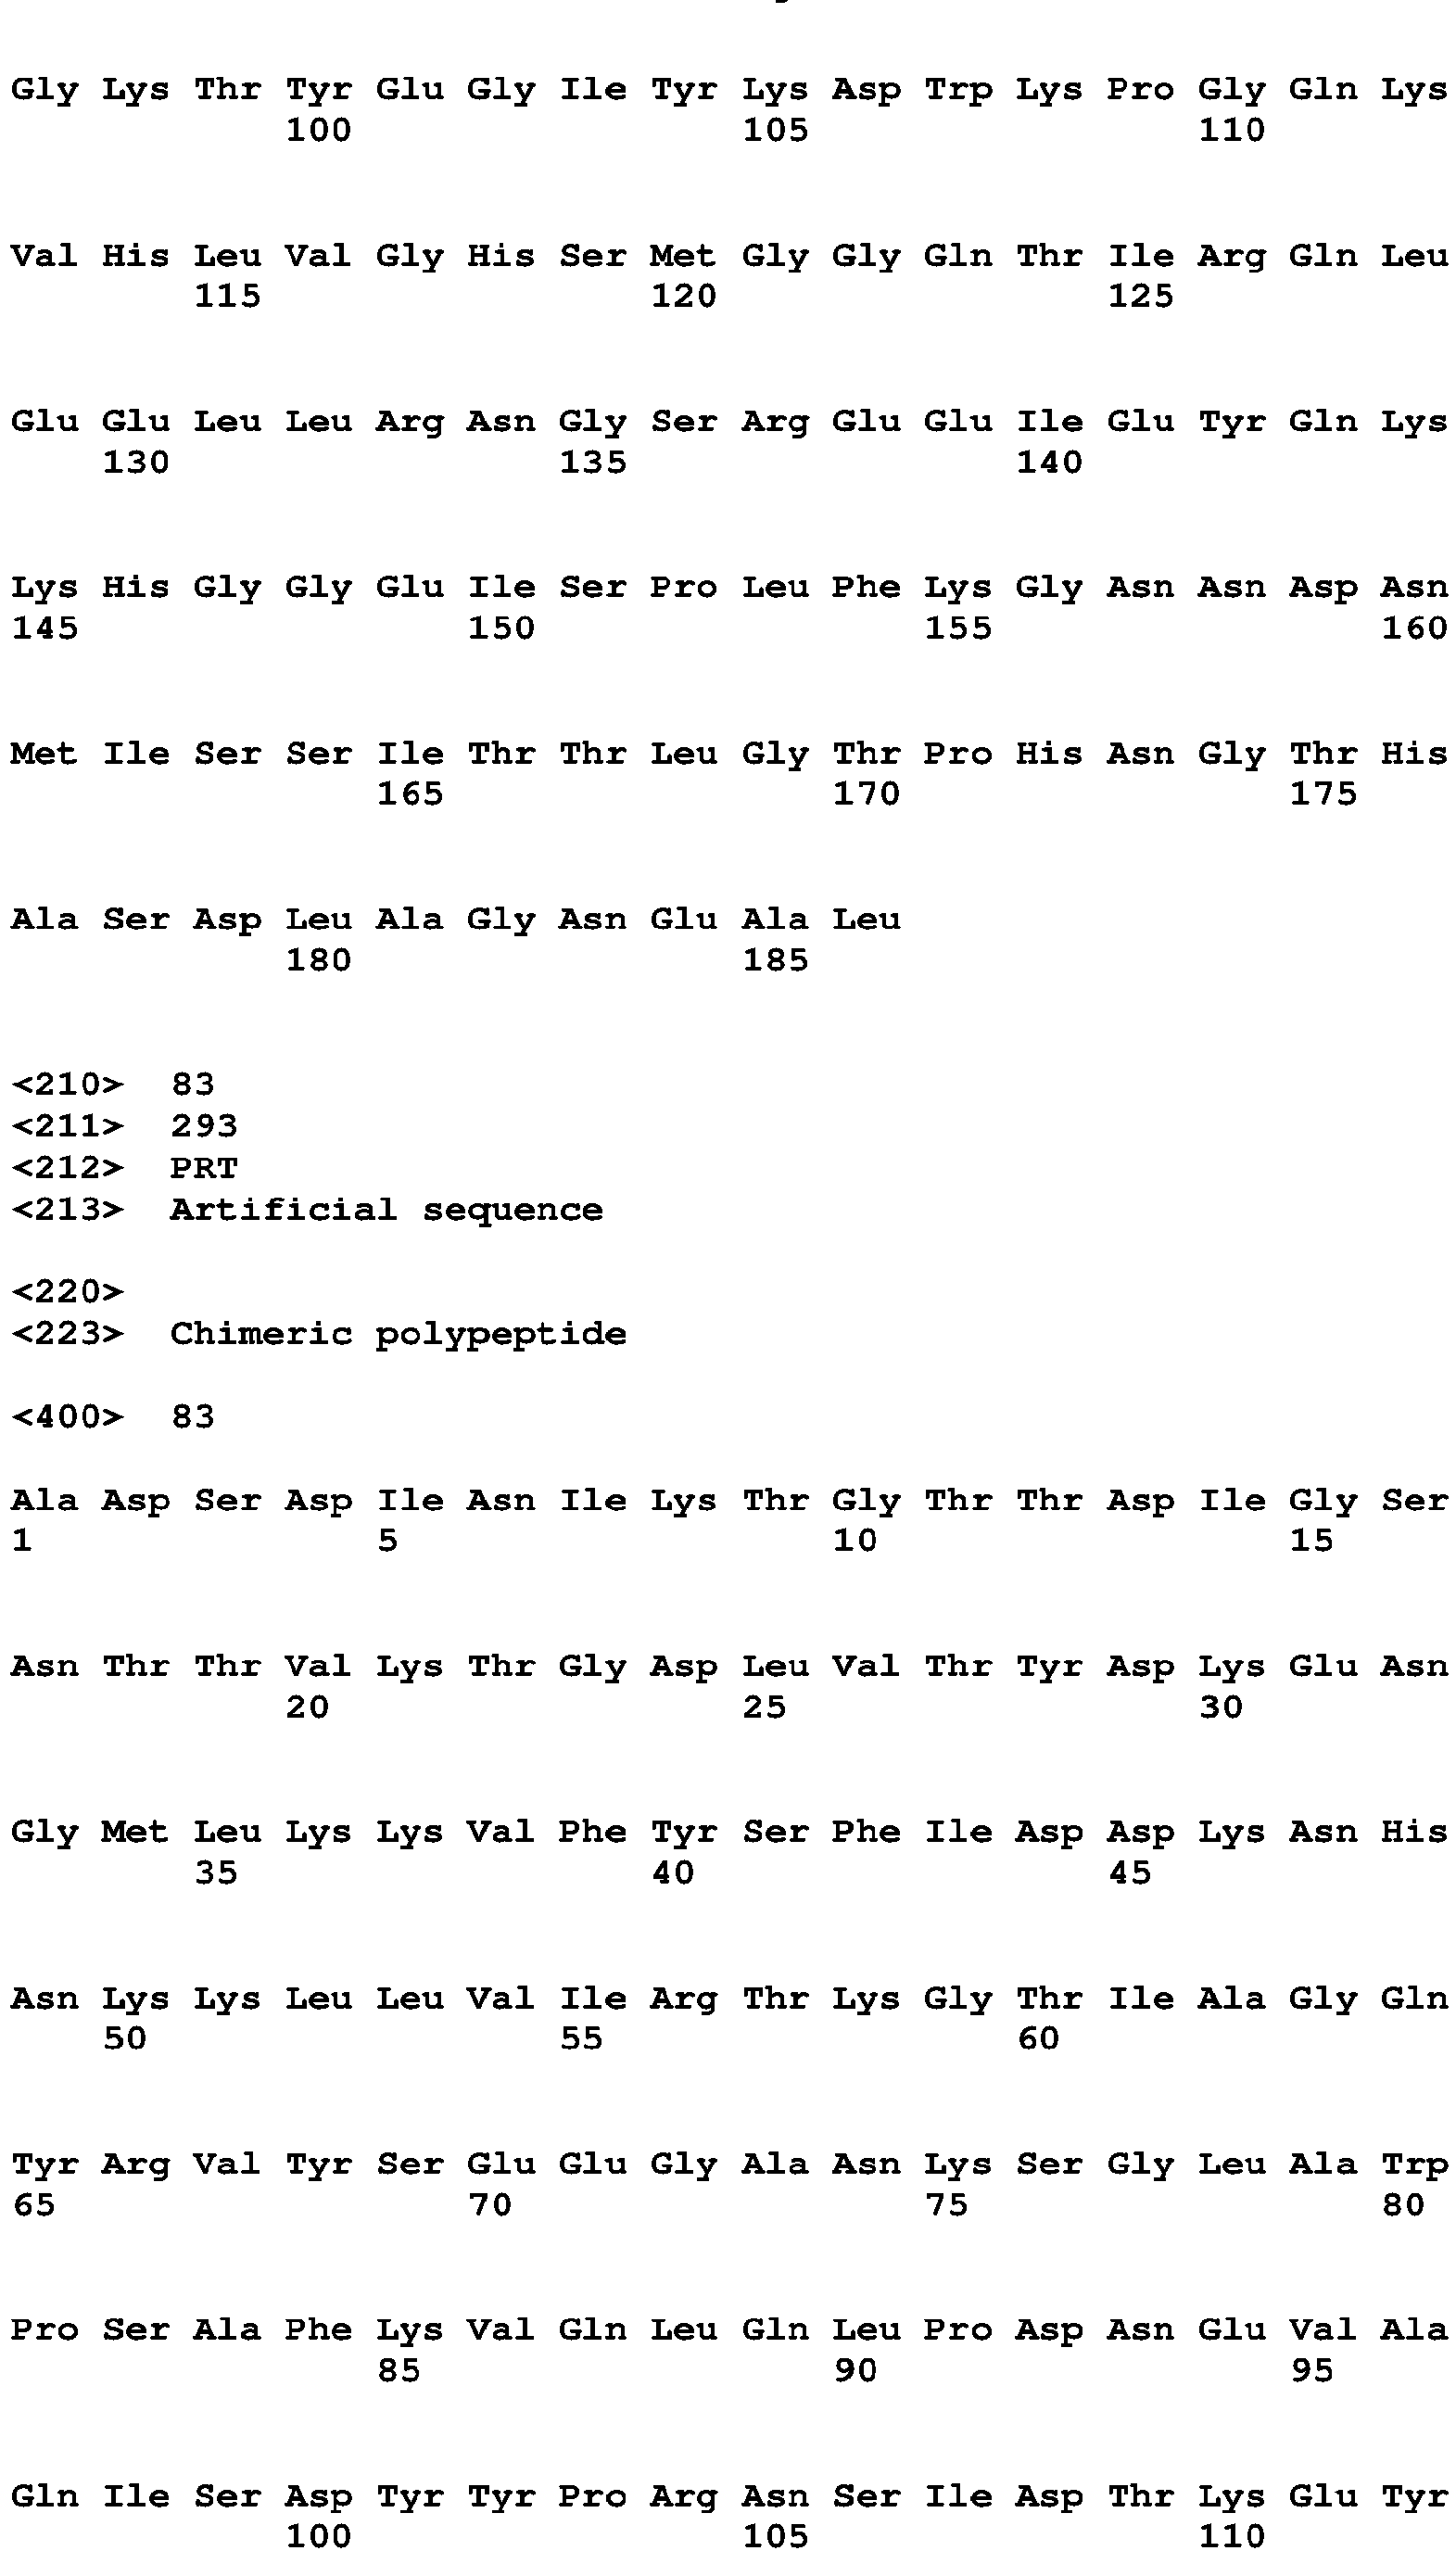 Gly Lys Thr Tyr Glu Gly Ile Tyr Lys Asp Trp Lys Pro Gly Gln Lys
100 105 110
Val His Leu Val Gly His Ser Met Gly Gly Gln Thr Ile Arg Gln Leu
115 120 125
Glu Glu Leu Leu Arg Asn Gly Ser Arg Glu Glu Ile Glu Tyr Gln Lys
130 135 140
Lys His Gly Gly Glu Ile Ser Pro Leu Phe Lys Gly Asn Asn Asp Asn
145 150 155 160
Met Ile Ser Ser Ile Thr Thr Leu Gly Thr Pro His Asn Gly Thr His
165 170 175
Ala Ser Asp Leu Ala Gly Asn Glu Ala Leu
180 185
<210> 83
<211> 293
<212> PRT
<213> Artificial sequence
<220>
<223> Chimeric polypeptide
<400> 83
Ala Asp Ser Asp Ile Asn Ile Lys Thr Gly Thr Thr Asp Ile Gly Ser
1 5 10 15
Asn Thr Thr Val Lys Thr Gly Asp Leu Val Thr Tyr Asp Lys Glu Asn
20 25 30
Gly Met Leu Lys Lys Val Phe Tyr Ser Phe Ile Asp Asp Lys Asn His
35 40 45
Asn Lys Lys Leu Leu Val Ile Arg Thr Lys Gly Thr Ile Ala Gly Gln
50 55 60
Tyr Arg Val Tyr Ser Glu Glu Gly Ala Asn Lys Ser Gly Leu Ala Trp
65 70 75 80
Pro Ser Ala Phe Lys Val Gln Leu Gln Leu Pro Asp Asn Glu Val Ala
85 90 95
Gln Ile Ser Asp Tyr Tyr Pro Arg Asn Ser Ile Asp Thr Lys Glu Tyr
100 105 110